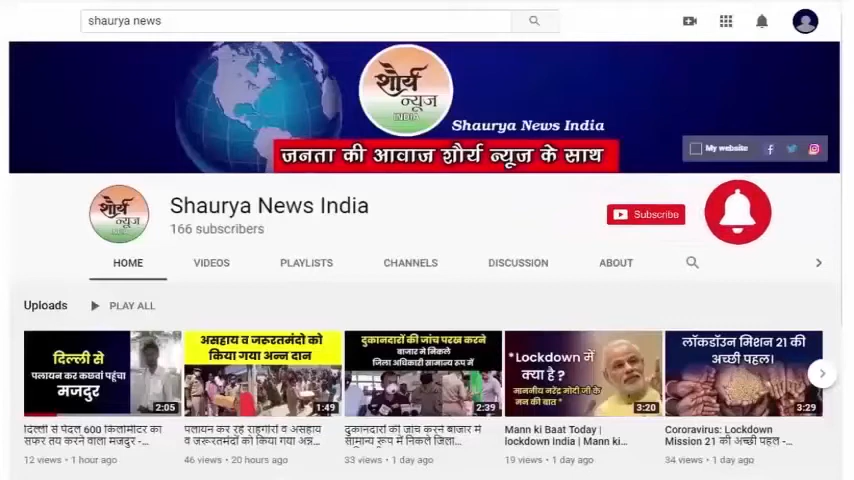 shaurya news
शौर्य
न्यूज
INDIA
Shaurya News India
जनता की आवाज शौर्य न्यूज के साथ
My website
शौर्य
न्यूज
Shaurya News India
166 subscribers
Subscribe
HOME VIDEOS PLAYLISTS CHANNELS DISCUSSION ABOUT
Uploads PLAY ALL
दिल्ली से
पलायन कर कछवां पहुंचा
मजदुर
2:05
असहाय व जरूरतमंदो को
किया गया अन्न दान
1:49
दुकानदारों की जांच परख करने
बाजार मे निकले
जिला अधिकारी सामान्य रूप में
2:39
"Lockdown में
क्या है ?
माननीय नरेंद्र मोदी जी के
मन की बात"
3:20
लॉकडॉउन मिशन 21 की
अच्छी पहल।
3:29
दिल्ली से पैदल 600 किलोमीटर का
सफर तय करने वाला मजदुर -...
12 views • 1 hour ago
पलायन कर रहे राहगीरों व असहाय
व जरूरतमंदों को किया गया अन्न...
46 views • 20 hours ago
दुकानदारों की जांच करने बाजार में
सामान्य रूप में निकले जिला...
33 views • 1 day ago
Mann ki Baat Today |
lockdown India | Mann ki...
19 views • 1 day ago
Cororavirus: Lockdown
Mission 21 की अच्छी पहल -...
34 views • 1 day ago